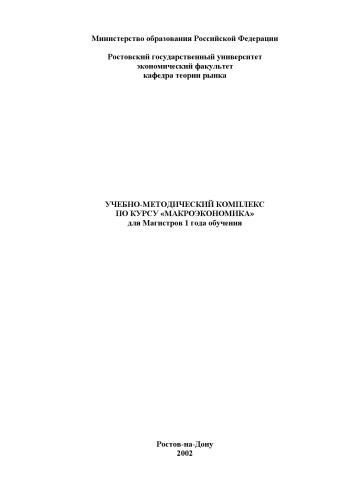 Министерство образования Российской Федерации
Ростовский государственный университет
экономический факультет
кафедра теории рынка
УЧЕБНО-МЕТОДИЧЕСКИЙ КОМПЛЕКС
ПО КУРСУ «МАКРОЭКОНОМИКА»
для Магистров 1 года обучения
Ростов-на-Дону
2002